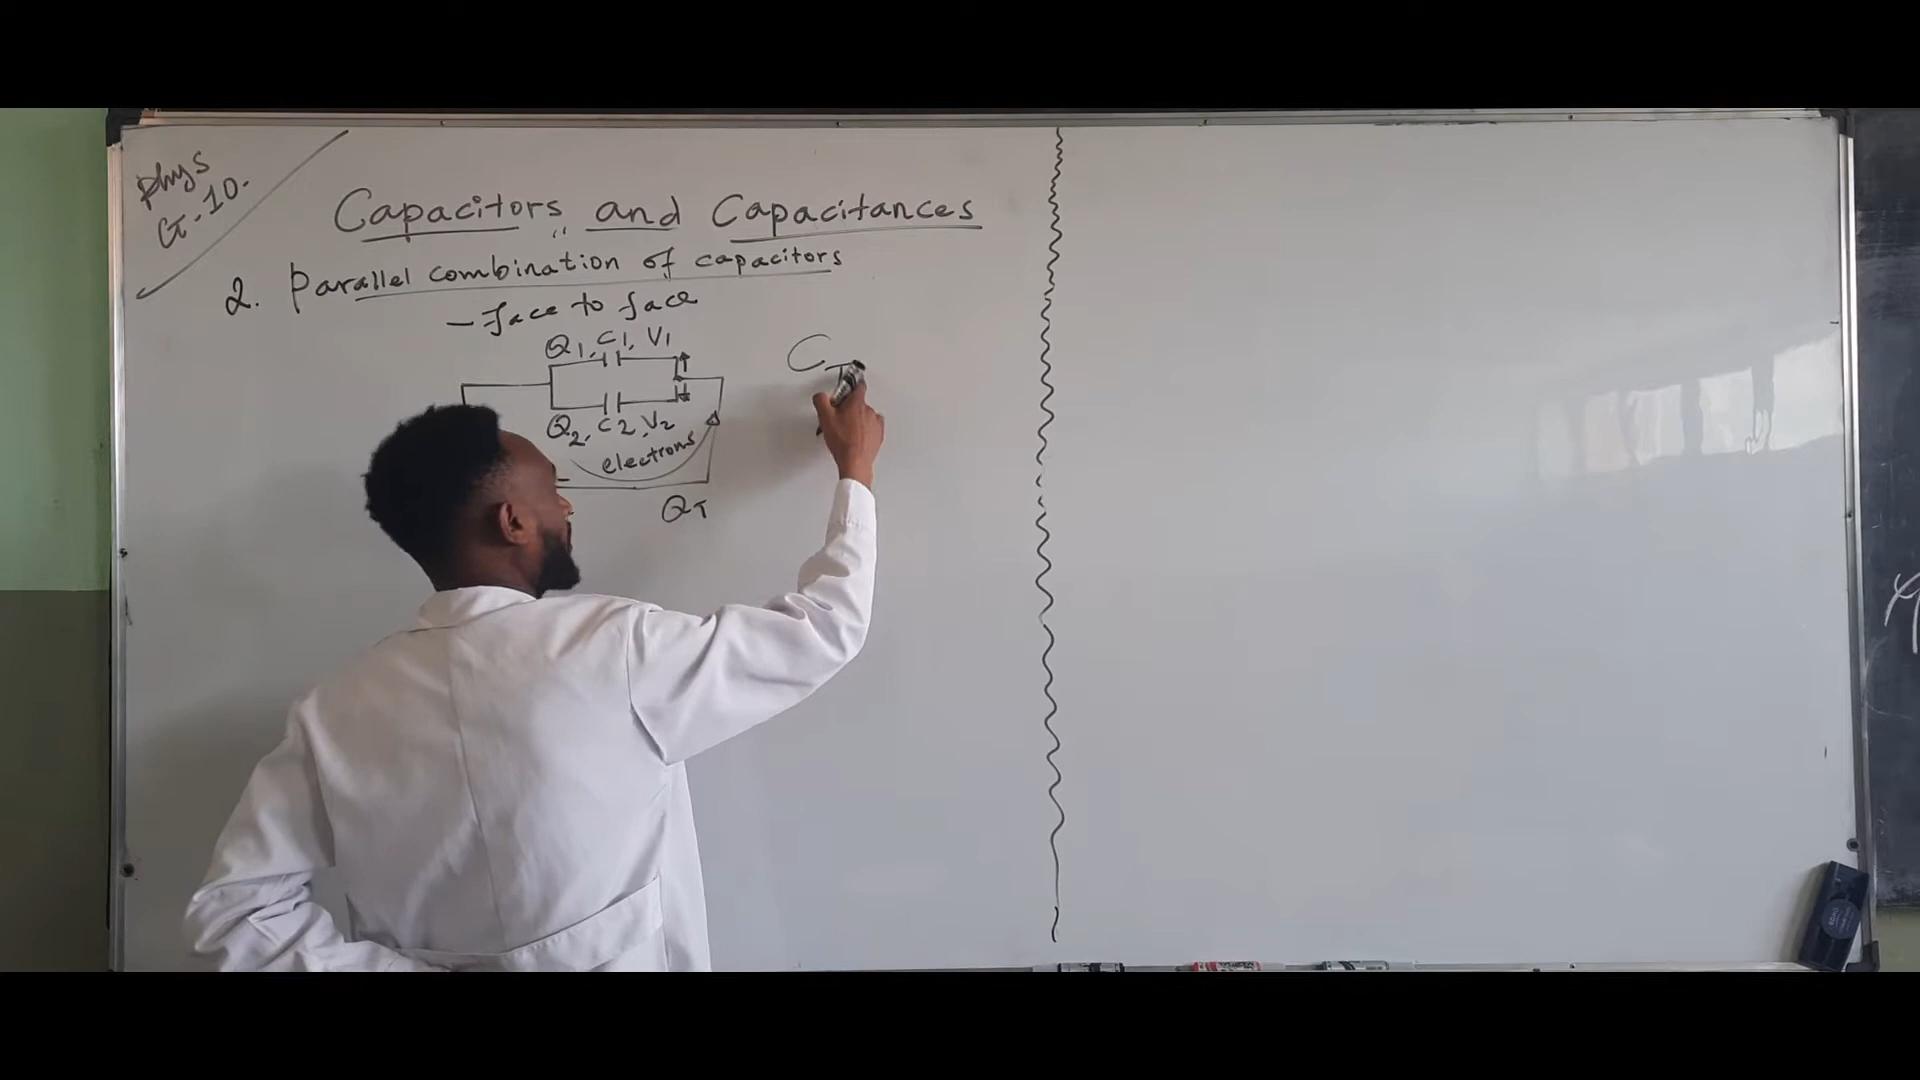 Phys
G-10.
Capacitors and Capacitances
2. Parallel combination of capacitors
- face to face
Q1, C1, V1
Q2, C2, V2
electrons
QT
CT